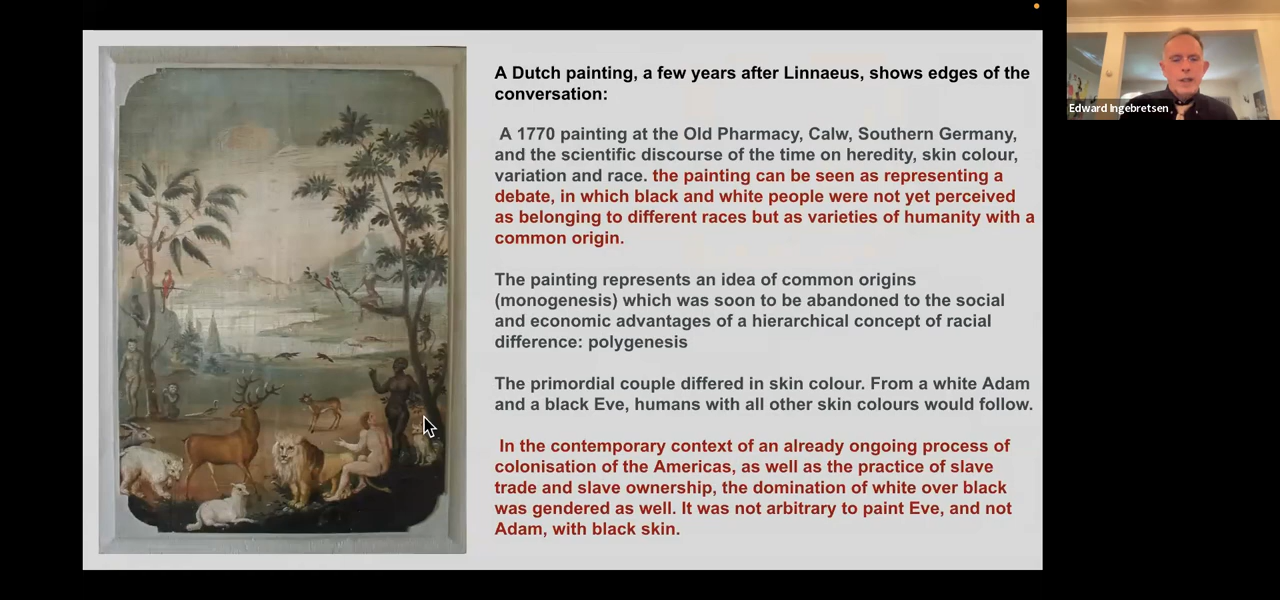 A Dutch painting, a few years after Linnaeus, shows edges of the
conversation:
A 1770 painting at the Old Pharmacy, Calw, Southern Germany,
and the scientific discourse of the time on heredity, skin colour,
variation and race. the painting can be seen as representing a
debate, in which black and white people were not yet perceived
as belonging to different races but as varieties of humanity with a
common origin.
The painting represents an idea of common origins
(monogenesis) which was soon to be abandoned to the social
and economic advantages of a hierarchical concept of racial
difference: polygenesis
The primordial couple differed in skin colour. From a white Adam
and a black Eve, humans with all other skin colours would follow.
In the contemporary context of an already ongoing process of
colonisation of the Americas, as well as the practice of slave
trade and slave ownership, the domination of white over black
was gendered as well. It was not arbitrary to paint Eve, and not
Adam, with black skin.
Edward Ingebretsen